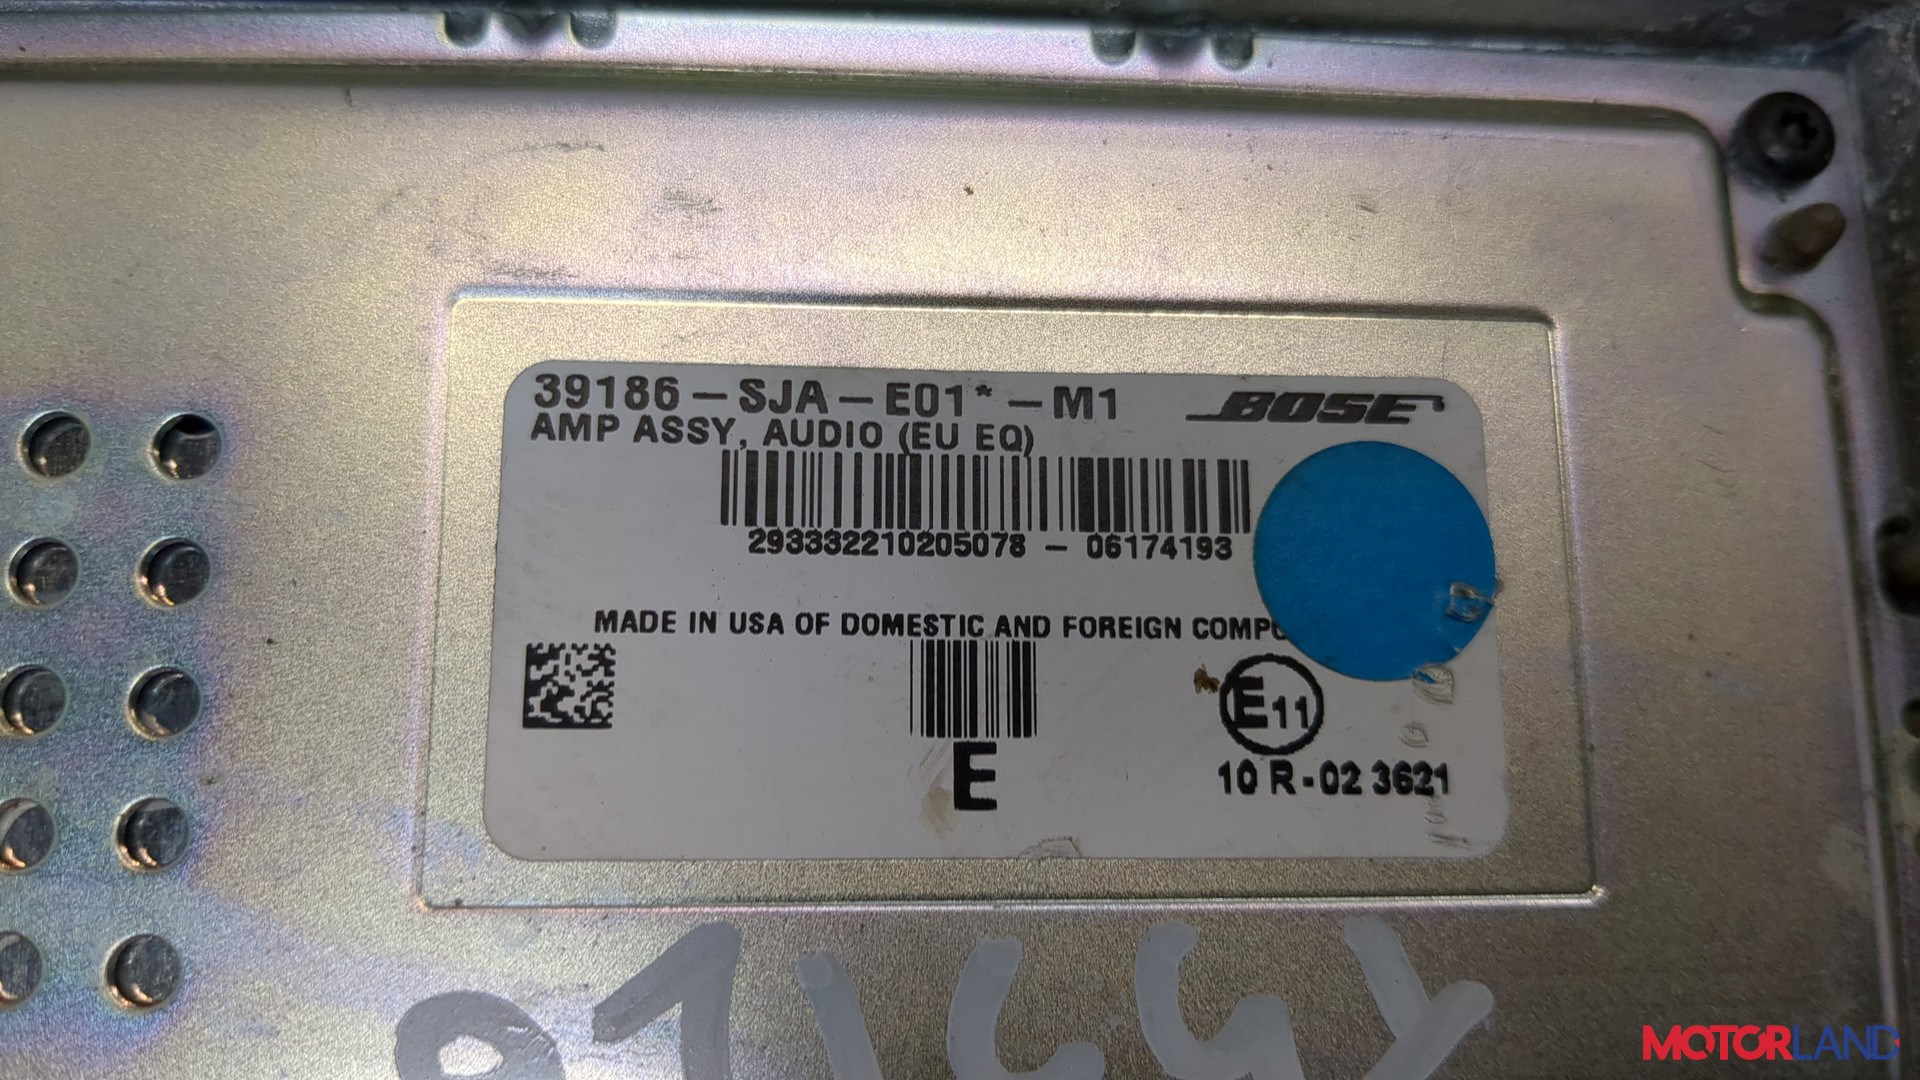 39186-SJA-E01*-M1 BOSE
AMP ASSY, AUDIO (EU EQ)
293332210205078 - 06174193
MADE IN USA OF DOMESTIC AND FOREIGN
E11
E
10 R-02 3621
MOTORLAND